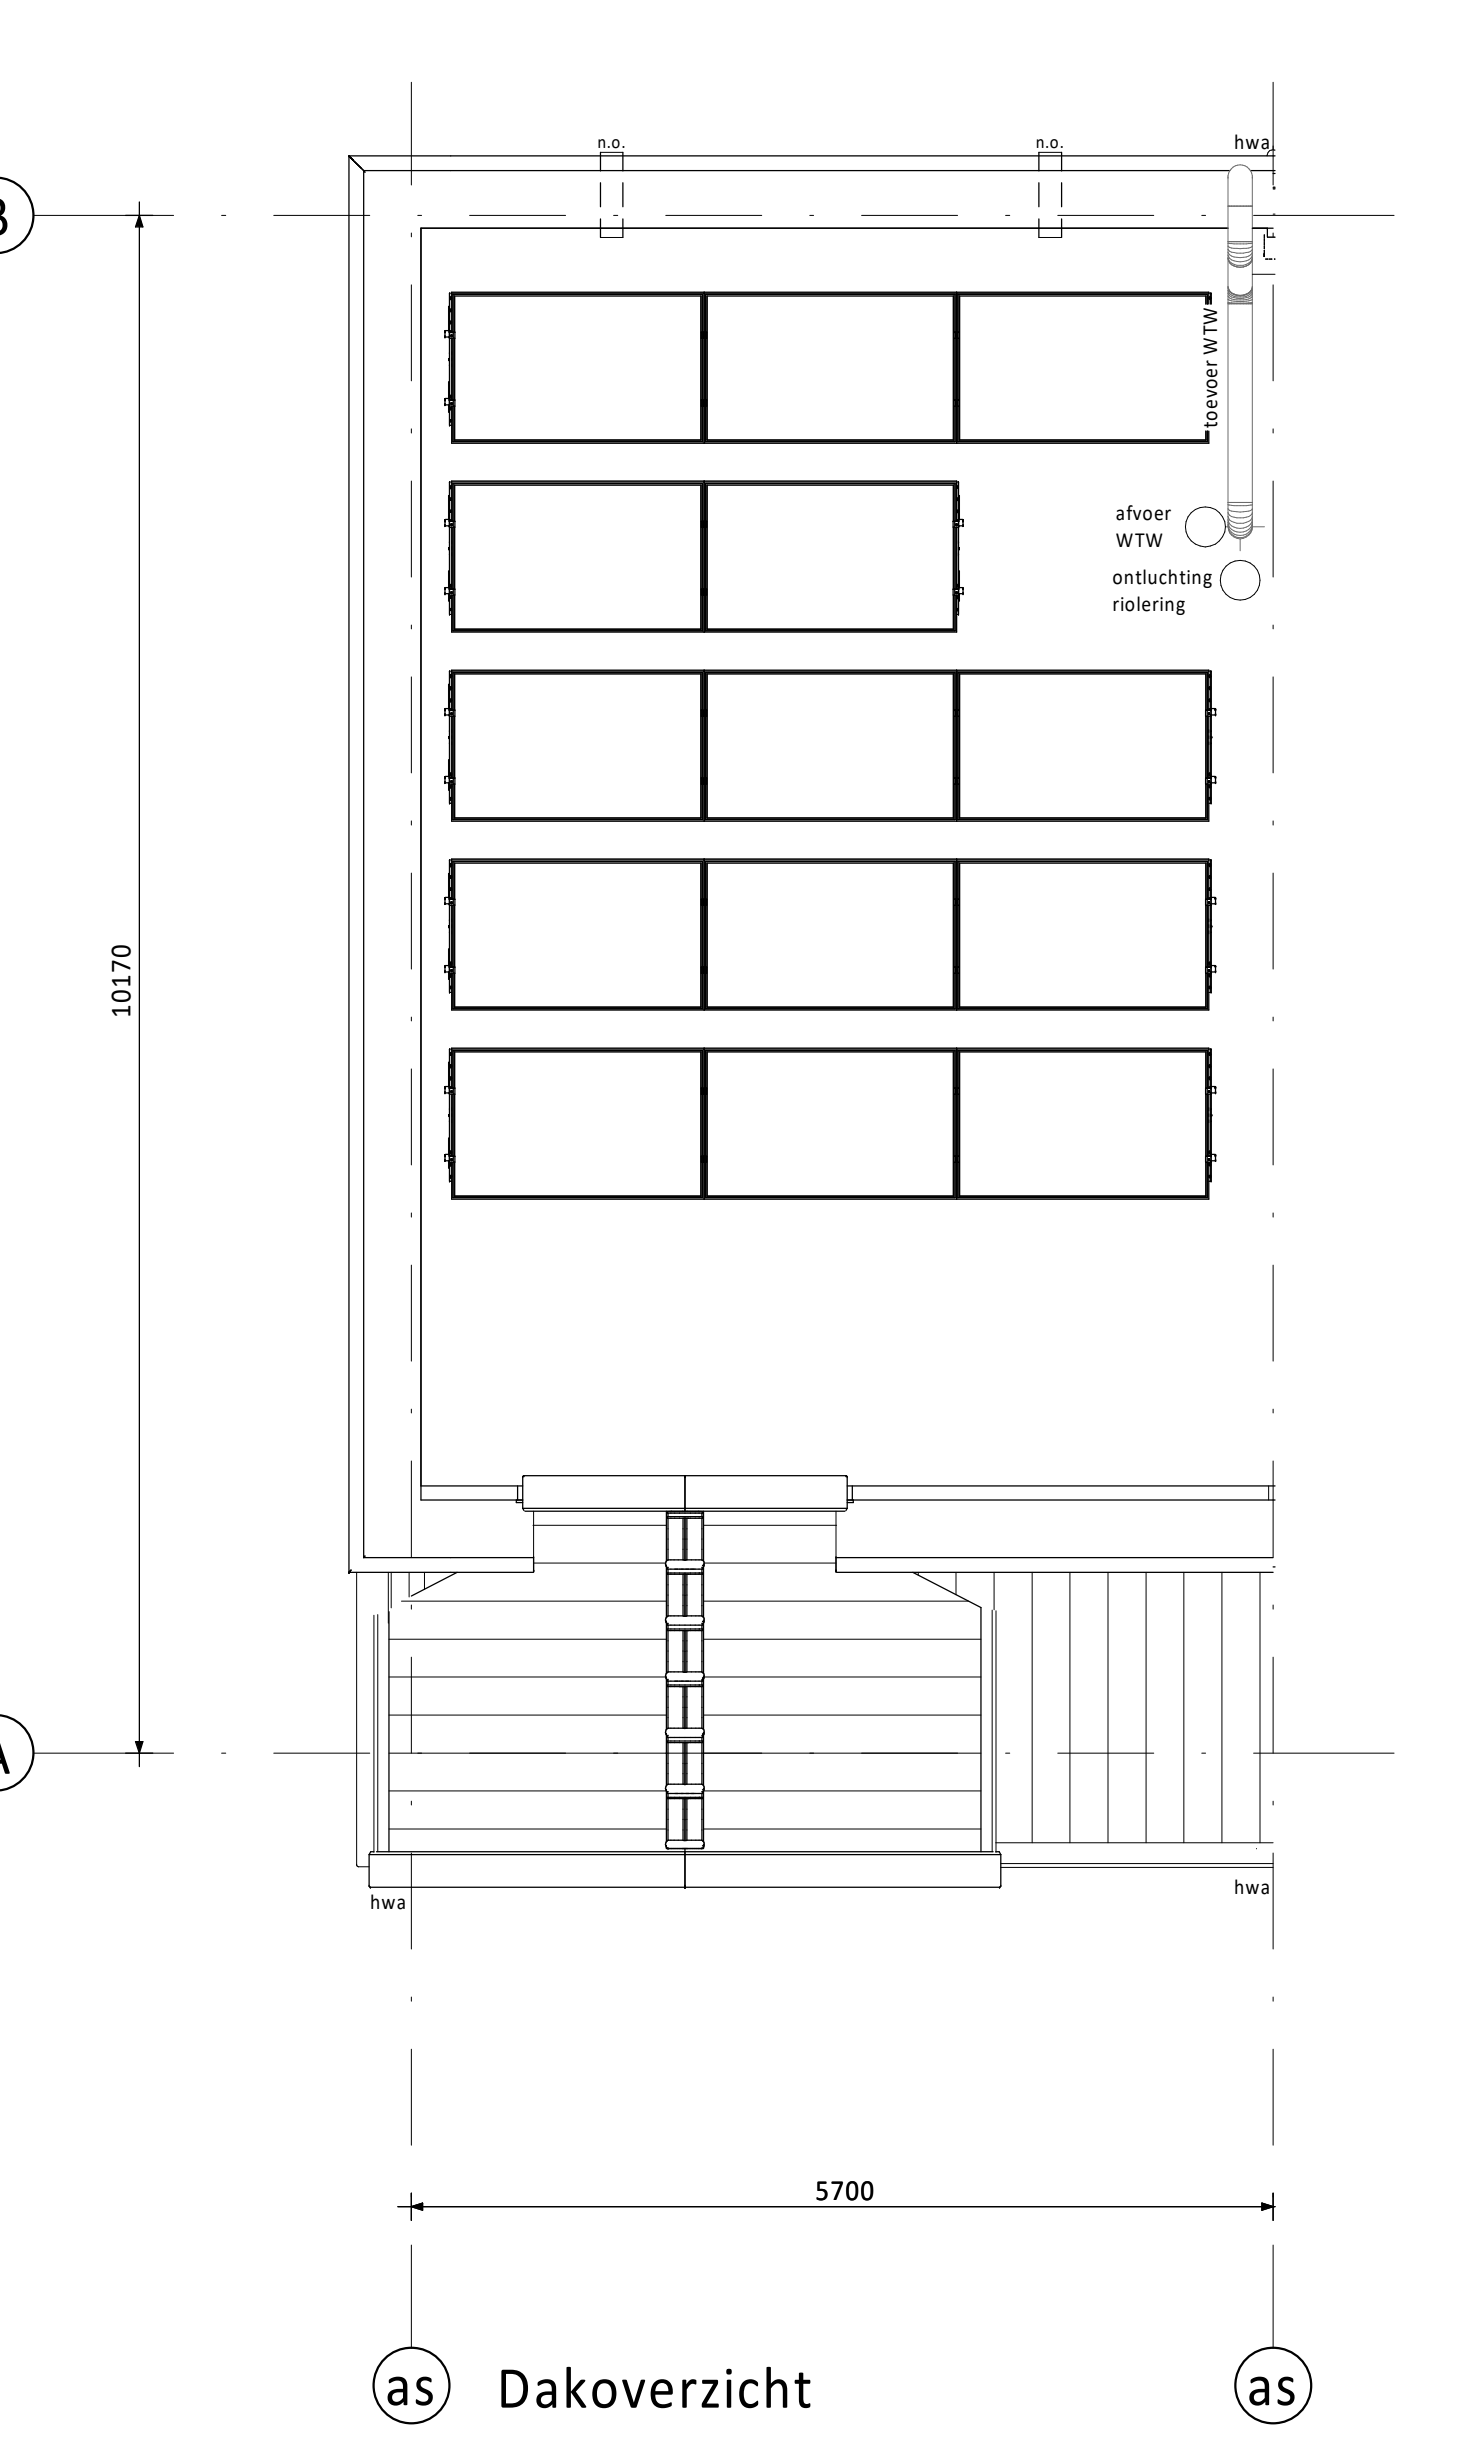 n.o.
n.o.
hwa
B
toevoer WTW
afvoer
WTW
ontluchting
riolering
10170
A
hwa
hwa
5700
as
Dakoverzicht
as